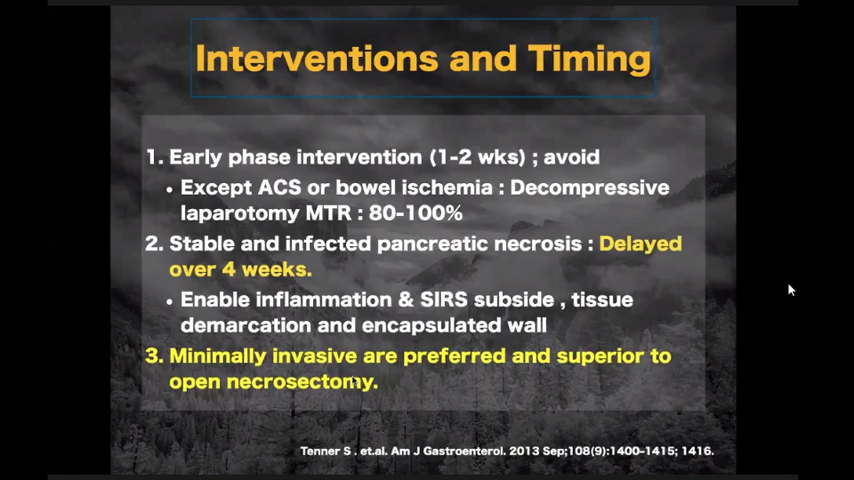 Interventions and Timing
1. Early phase intervention (1-2 wks) ; avoid
• Except ACS or bowel ischemia : Decompressive
laparotomy MTR : 80-100%
2. Stable and infected pancreatic necrosis : Delayed
over 4 weeks.
• Enable inflammation & SIRS subside , tissue
demarcation and encapsulated wall
3. Minimally invasive are preferred and superior to
open necrosectomy.
Tenner S . et.al. Am J Gastroenterol. 2013 Sep;108(9):1400-1415; 1416.